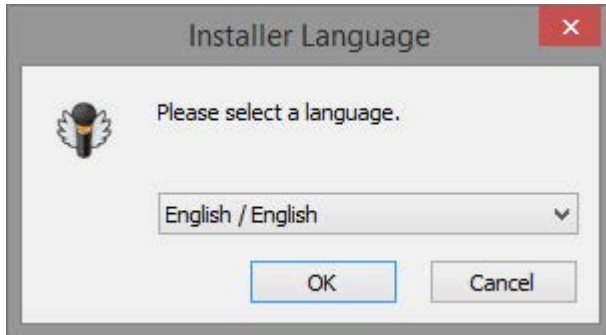 Installer Language
Please select a language.
English / English
OK
Cancel